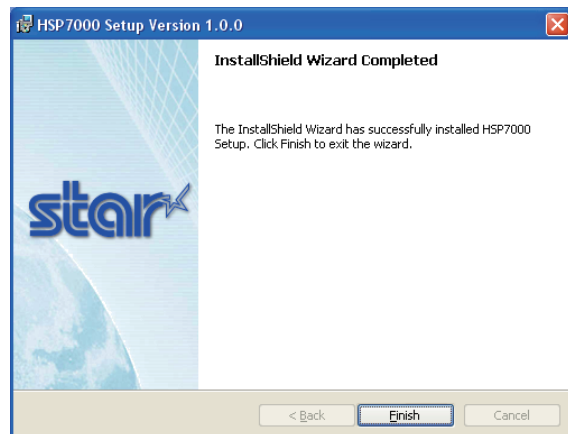 HSP7000 Setup Version 1.0.0
InstallShield Wizard Completed
The InstallShield Wizard has successfully installed HSP7000
Setup. Click Finish to exit the wizard.
star
< Back
Finish
Cancel